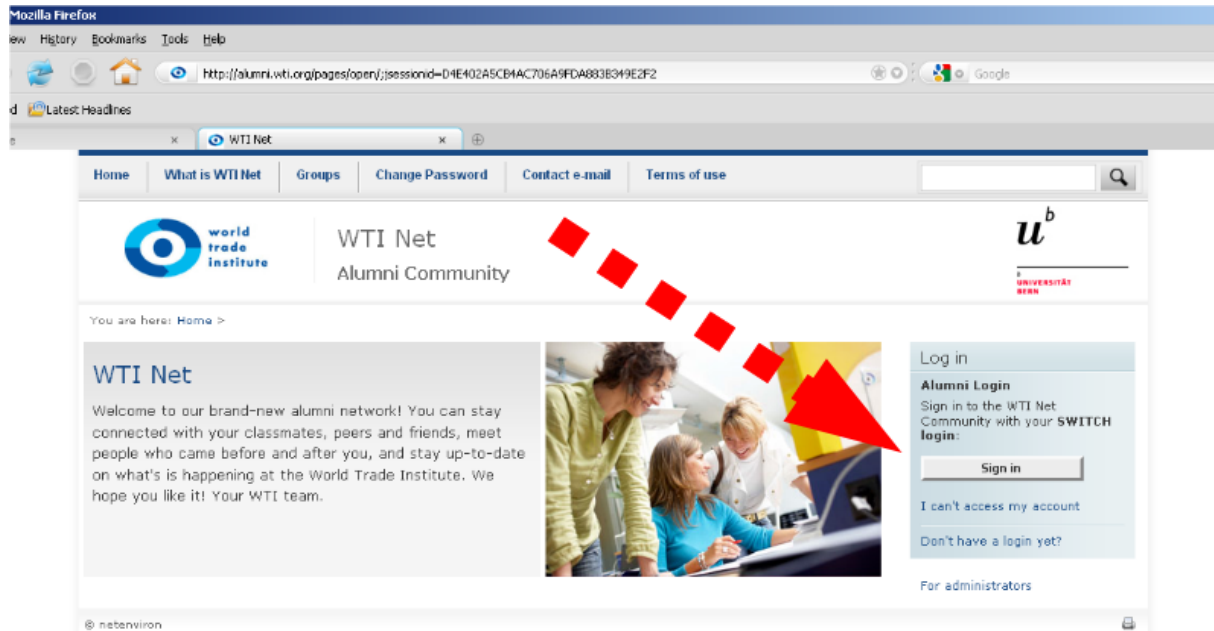 Mozilla Firefox
ew History Bookmarks Tools Help
http://alumni.wti.org/pages/open/;jsessionid=D4E402A5CB4AC706A9FDA883B349E2F2
Google
d Latest Headlines
WTI Net
Home What is WTI Net Groups Change Password Contact e-mail Terms of use
world
trade
institute
WTI Net
Alumni Community
u b
UNIVERSITÄT
BERN
You are here: Home >
WTI Net
Welcome to our brand-new alumni network! You can stay
connected with your classmates, peers and friends, meet
people who came before and after you, and stay up-to-date
on what's is happening at the World Trade Institute. We
hope you like it! Your WTI team.
Log in
Alumni Login
Sign in to the WTI Net
Community with your SWITCH
login:
Sign in
I can't access my account
Don't have a login yet?
For administrators
© netenviron